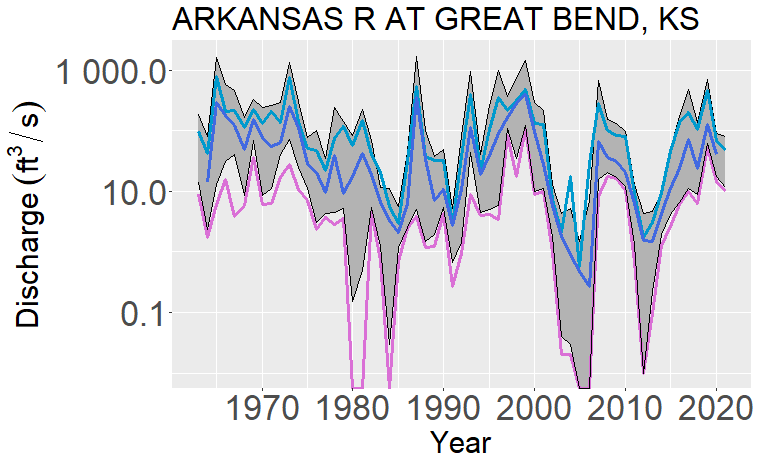 ARKANSAS R AT GREAT BEND, KS
Discharge (ft³/s)
1 000.0
10.0
0.1
1970 1980 1990 2000 2010 2020
Year